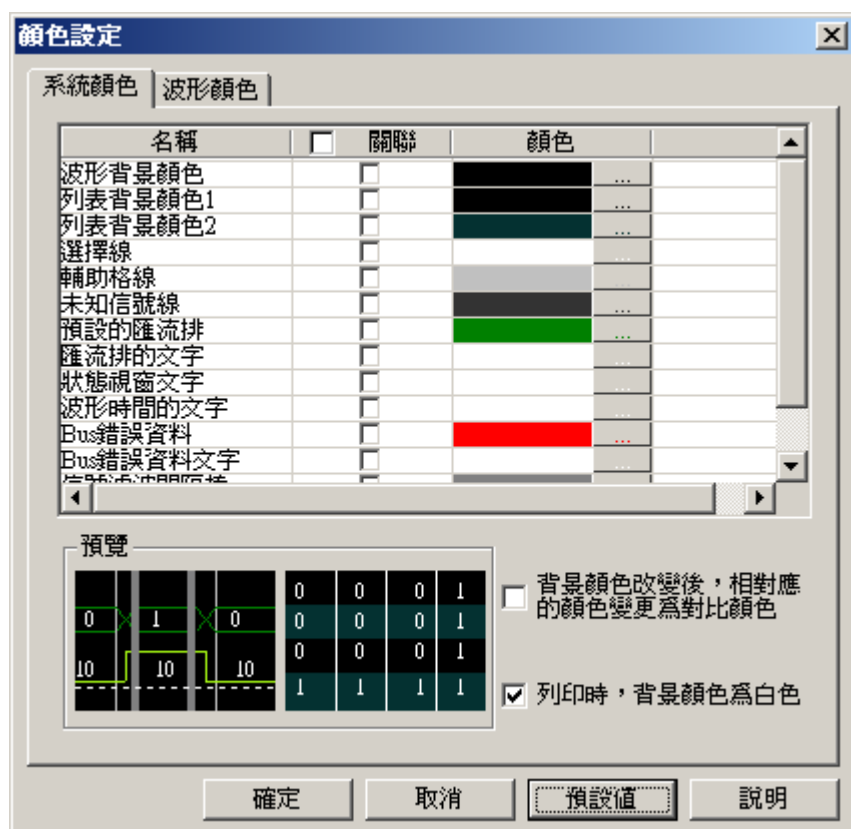 顏色設定
系統顏色 波形顏色
名稱 關聯 顏色
波形背景顏色 ...
列表背景顏色1 ...
列表背景顏色2 ...
選擇線 ...
輔助格線 ...
未知信號線 ...
預設的匯流排 ...
匯流排的文字 ...
狀態視窗文字 ...
波形時間的文字 ...
Bus錯誤資料 ...
Bus錯誤資料文字 ...
預覽
0 1 0
10 10 10
0 0 0 1
0 0 0 1
0 0 0 1
1 1 1 1
背景顏色改變後，相對應
的顏色變更爲對比顏色
列印時，背景顏色爲白色
確定 取消 預設值 說明